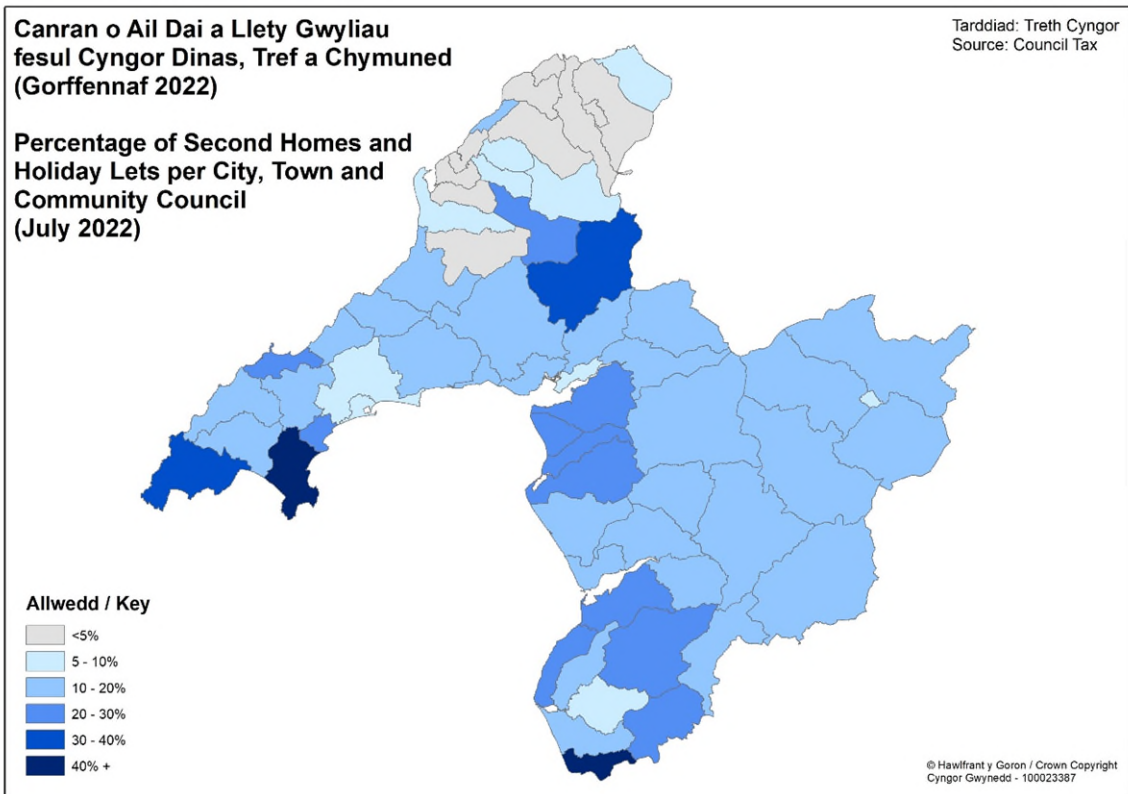 Canran o Ail Dai a Llety Gwyliau
fesul Cyngor Dinas, Tref a Chymuned
(Gorffennaf 2022)
Percentage of Second Homes and
Holiday Lets per City, Town and
Community Council
(July 2022)
Tarddiad: Treth Cyngor
Source: Council Tax
Allwedd / Key
<5%
5 - 10%
10 - 20%
20 - 30%
30 - 40%
40% +
© Hawlfraint y Goron / Crown Copyright
Cyngor Gwynedd - 100023387